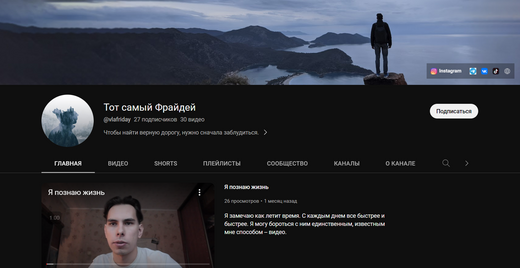 Instagram
Тот самый Фрайдей
@vlafriday 27 подписчиков 30 видео
Чтобы найти верную дорогу, нужно сначала заблудиться.
Подписаться
ГЛАВНАЯ ВИДЕО SHORTS ПЛЕЙЛИСТЫ СООБЩЕСТВО КАНАЛЫ О КАНАЛЕ
Я познаю жизнь
Я познаю жизнь
26 просмотров • 1 месяц назад
Я замечаю как летит время. С каждым днем все быстрее и
быстрее. Я могу бороться с ним единственным, известным
мне способом – видео.